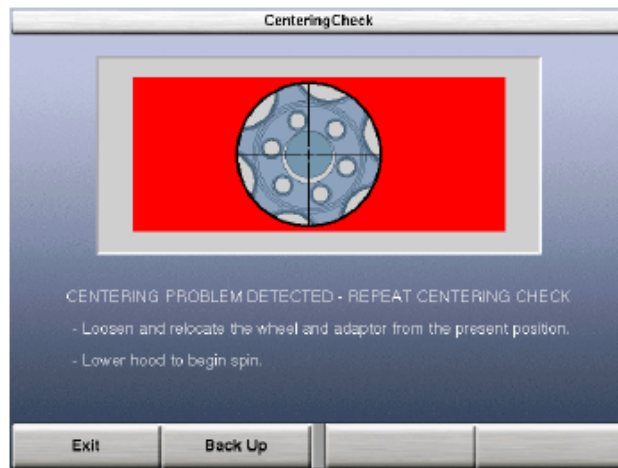 CenteringCheck
CENTERING PROBLEM DETECTED - REPEAT CENTERING CHECK
- Loosen and relocate the wheel and adaptor from the present position.
- Lower hood to begin spin.
Exit
Back Up